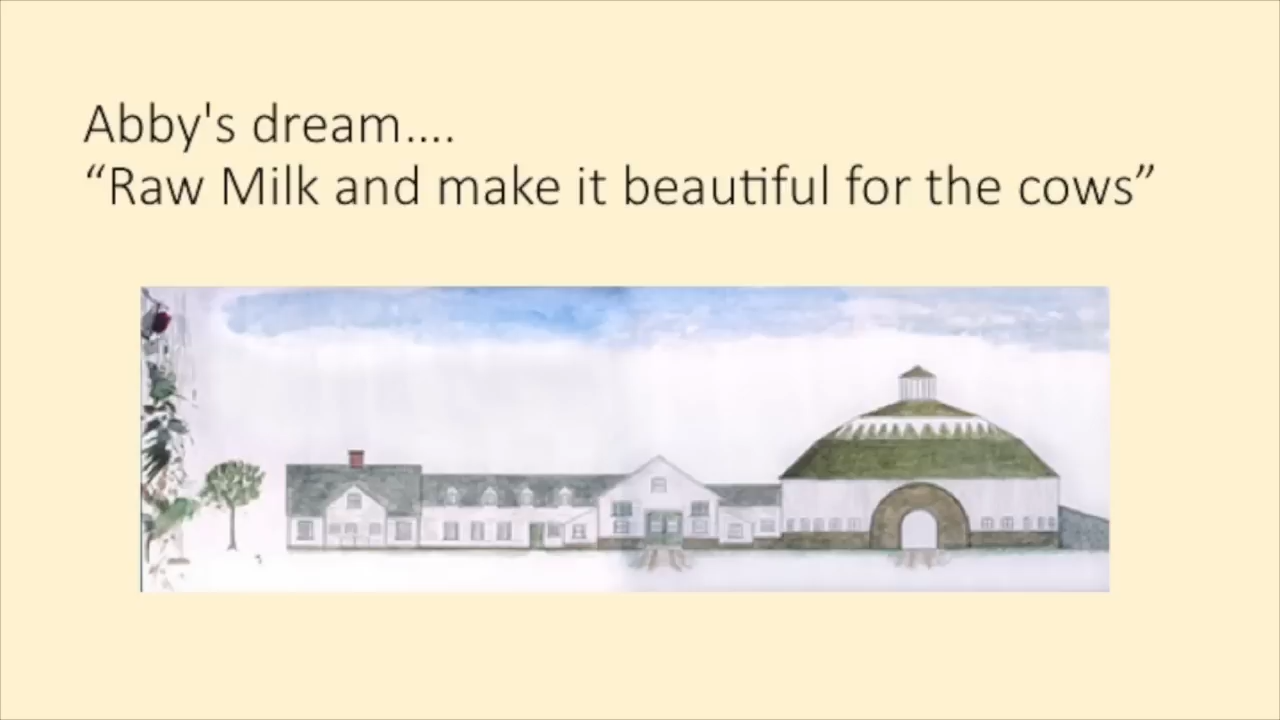 Abby's dream....
“Raw Milk and make it beautiful for the cows”